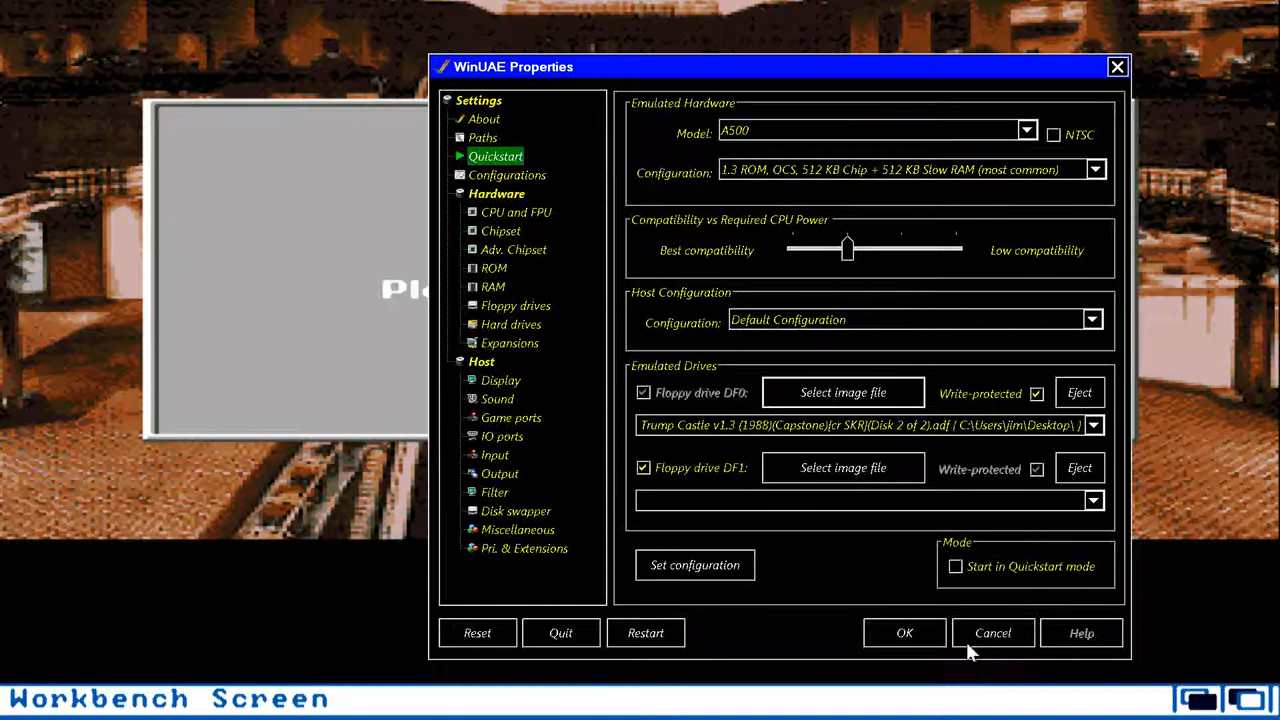 WinUAE Properties
Settings
About
Paths
Quickstart
Configurations
Hardware
CPU and FPU
Chipset
Adv. Chipset
ROM
RAM
Floppy drives
Hard drives
Expansions
Host
Display
Sound
Game ports
IO ports
Input
Output
Filter
Disk swapper
Miscellaneous
Pri. & Extensions
Emulated Hardware
Model: A500 NTSC
Configuration: 1.3 ROM, OCS, 512 KB Chip + 512 KB Slow RAM (most common)
Compatibility vs Required CPU Power
Best compatibility Low compatibility
Host Configuration
Configuration: Default Configuration
Emulated Drives
Floppy drive DF0: Select image file Write-protected Eject
Trump Castle v1.3 (1988)(Capstone)[cr SKR](Disk 2 of 2).adf { C:\Users\jim\Desktop\ }
Floppy drive DF1: Select image file Write-protected Eject
Set configuration
Mode
Start in Quickstart mode
Reset Quit Restart OK Cancel Help
Workbench Screen